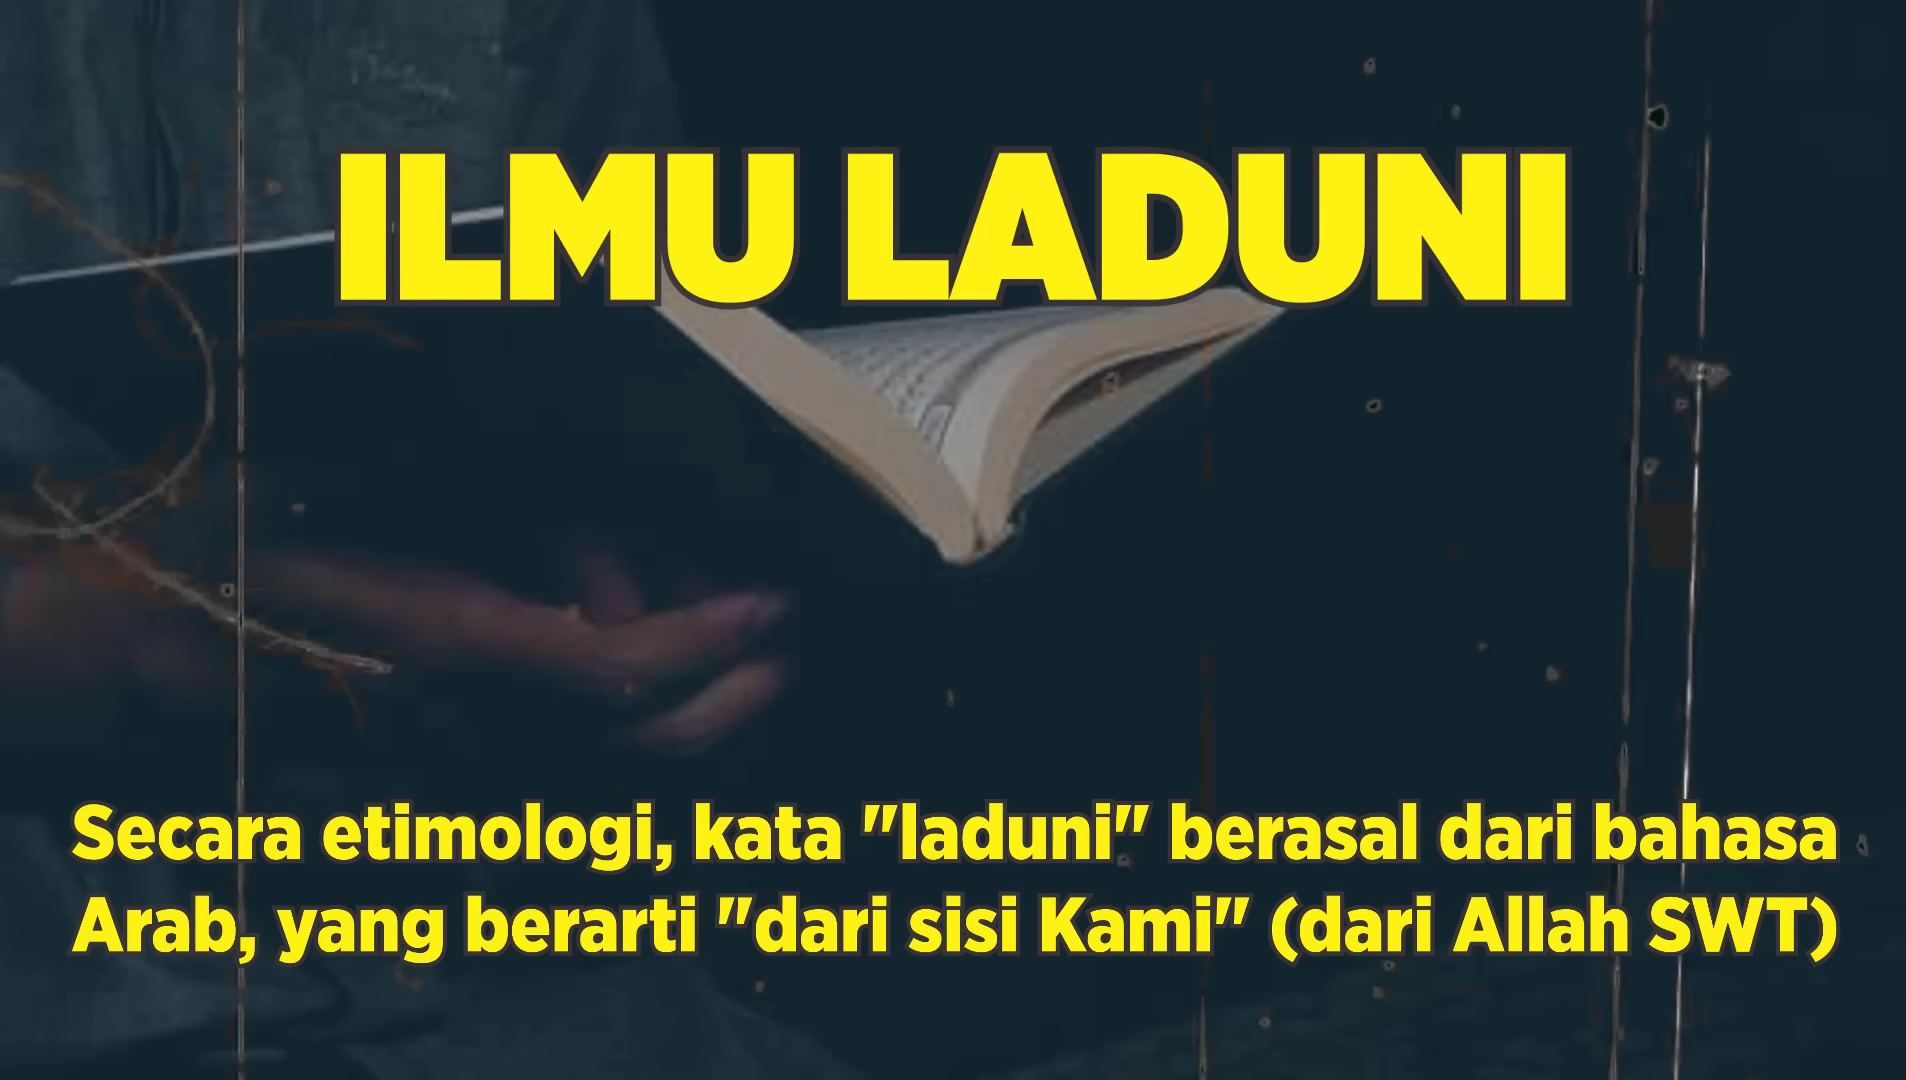 ILMU LADUNI
Secara etimologi, kata "laduni" berasal dari bahasa
Arab, yang berarti "dari sisi Kami" (dari Allah SWT)